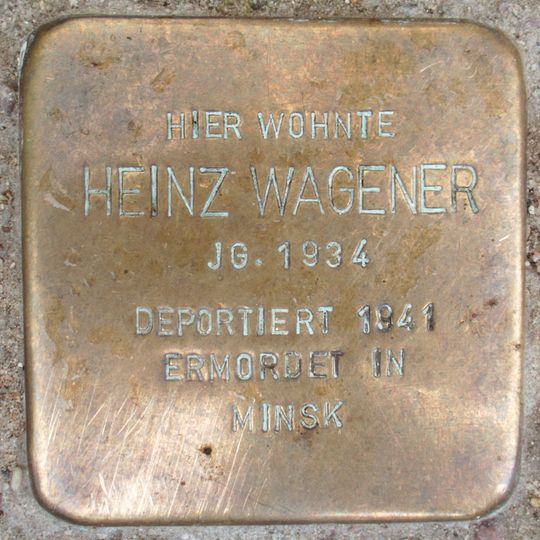 HIER WOHNTE
HEINZ WAGENER
JG. 1934
DEPORTIERT 1941
ERMORDET IN
MINSK